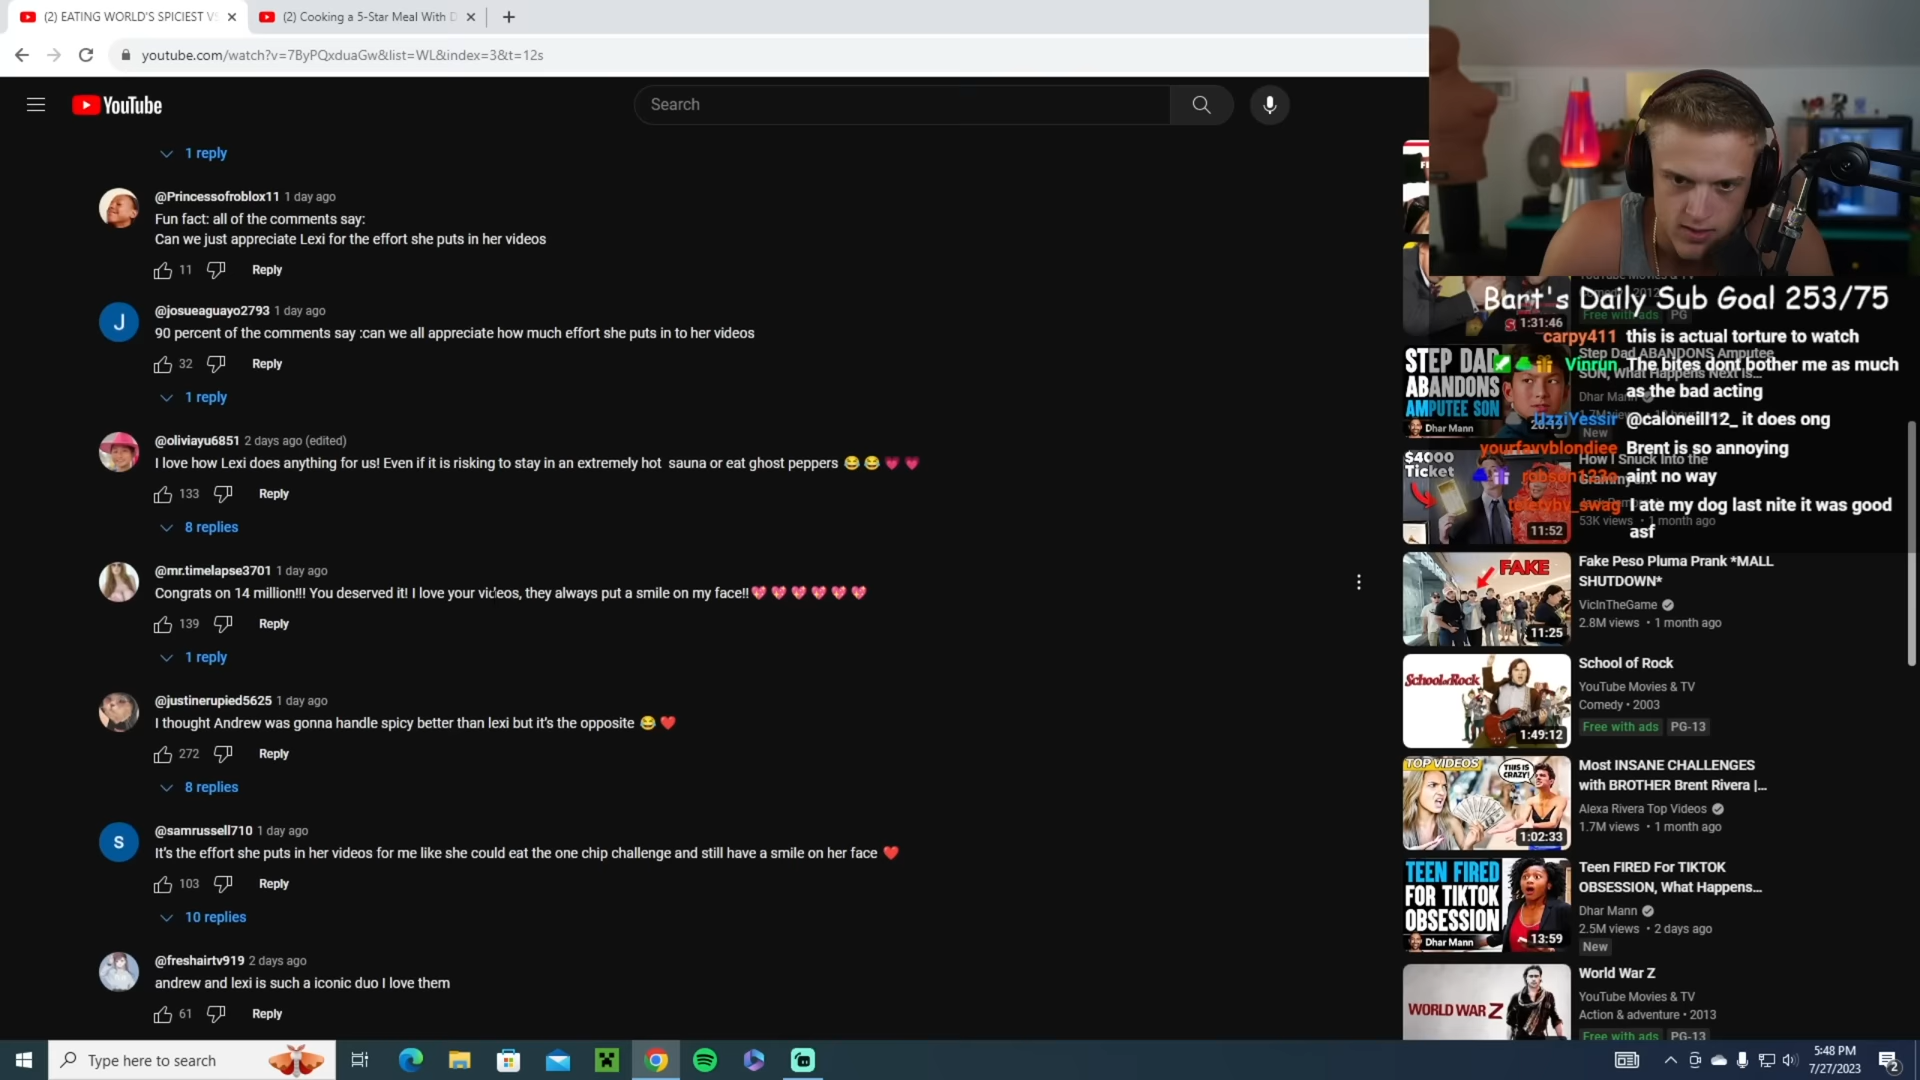 (2) EATING WORLD'S SPICIEST VS
(2) Cooking a 5-Star Meal With D
youtube.com/watch?v=7ByPQxduaGw&list=WL&index=3&t=12s
YouTube
Search
1 reply
@Princessofroblox11 1 day ago
Fun fact: all of the comments say:
Can we just appreciate Lexi for the effort she puts in her videos
11 Reply
@josueaguayo2793 1 day ago
90 percent of the comments say :can we all appreciate how much effort she puts in to her videos
32 Reply
1 reply
@oliviayu6851 2 days ago (edited)
I love how Lexi does anything for us! Even if it is risking to stay in an extremely hot sauna or eat ghost peppers 😂 😂 💗 💗
133 Reply
8 replies
@mr.timelapse3701 1 day ago
Congrats on 14 million!!! You deserved it! I love your videos, they always put a smile on my face!!💖 💖 💖 💖 💖 💖
139 Reply
1 reply
@justinerupied5625 1 day ago
I thought Andrew was gonna handle spicy better than lexi but it's the opposite 😂 ❤️
272 Reply
8 replies
S
@samrussell710 1 day ago
It's the effort she puts in her videos for me like she could eat the one chip challenge and still have a smile on her face ❤️
103 Reply
10 replies
@freshairtv919 2 days ago
andrew and lexi is such a iconic duo I love them
61 Reply
J
Bart's Daily Sub Goal 253/75
Free with ads PG
1:31:46
carpy411 this is actual torture to watch
Vinrun The bites dont bother me as much
as the bad acting
UzziYessir @caloneill12_ it does ong
yourfavvblondiee Brent is so annoying
aint no way
I ate my dog last nite it was good
asf
STEP DAD
ABANDONS
AMPUTEE SON
Dhar Mann
Step Dad ABANDONS Amputee
SON, What Happens Next Is...
Dhar Mann
New
$4000
Ticket
11:52
How I Snuck Into the
53K views • 1 month ago
FAKE
11:25
Fake Peso Pluma Prank *MALL
SHUTDOWN*
VicInTheGame
2.8M views • 1 month ago
School of Rock
1:49:12
School of Rock
YouTube Movies & TV
Comedy • 2003
Free with ads PG-13
TOP VIDEOS
THIS IS
CRAZY!
1:02:33
Most INSANE CHALLENGES
with BROTHER Brent Rivera |...
Alexa Rivera Top Videos
1.7M views • 1 month ago
TEEN FIRED
FOR TIKTOK
OBSESSION
Dhar Mann
13:59
Teen FIRED For TIKTOK
OBSESSION, What Happens...
Dhar Mann
2.5M views • 2 days ago
New
WORLD WAR Z
World War Z
YouTube Movies & TV
Action & adventure • 2013
Free with ads PG-13
Type here to search
5:48 PM
7/27/2023
2